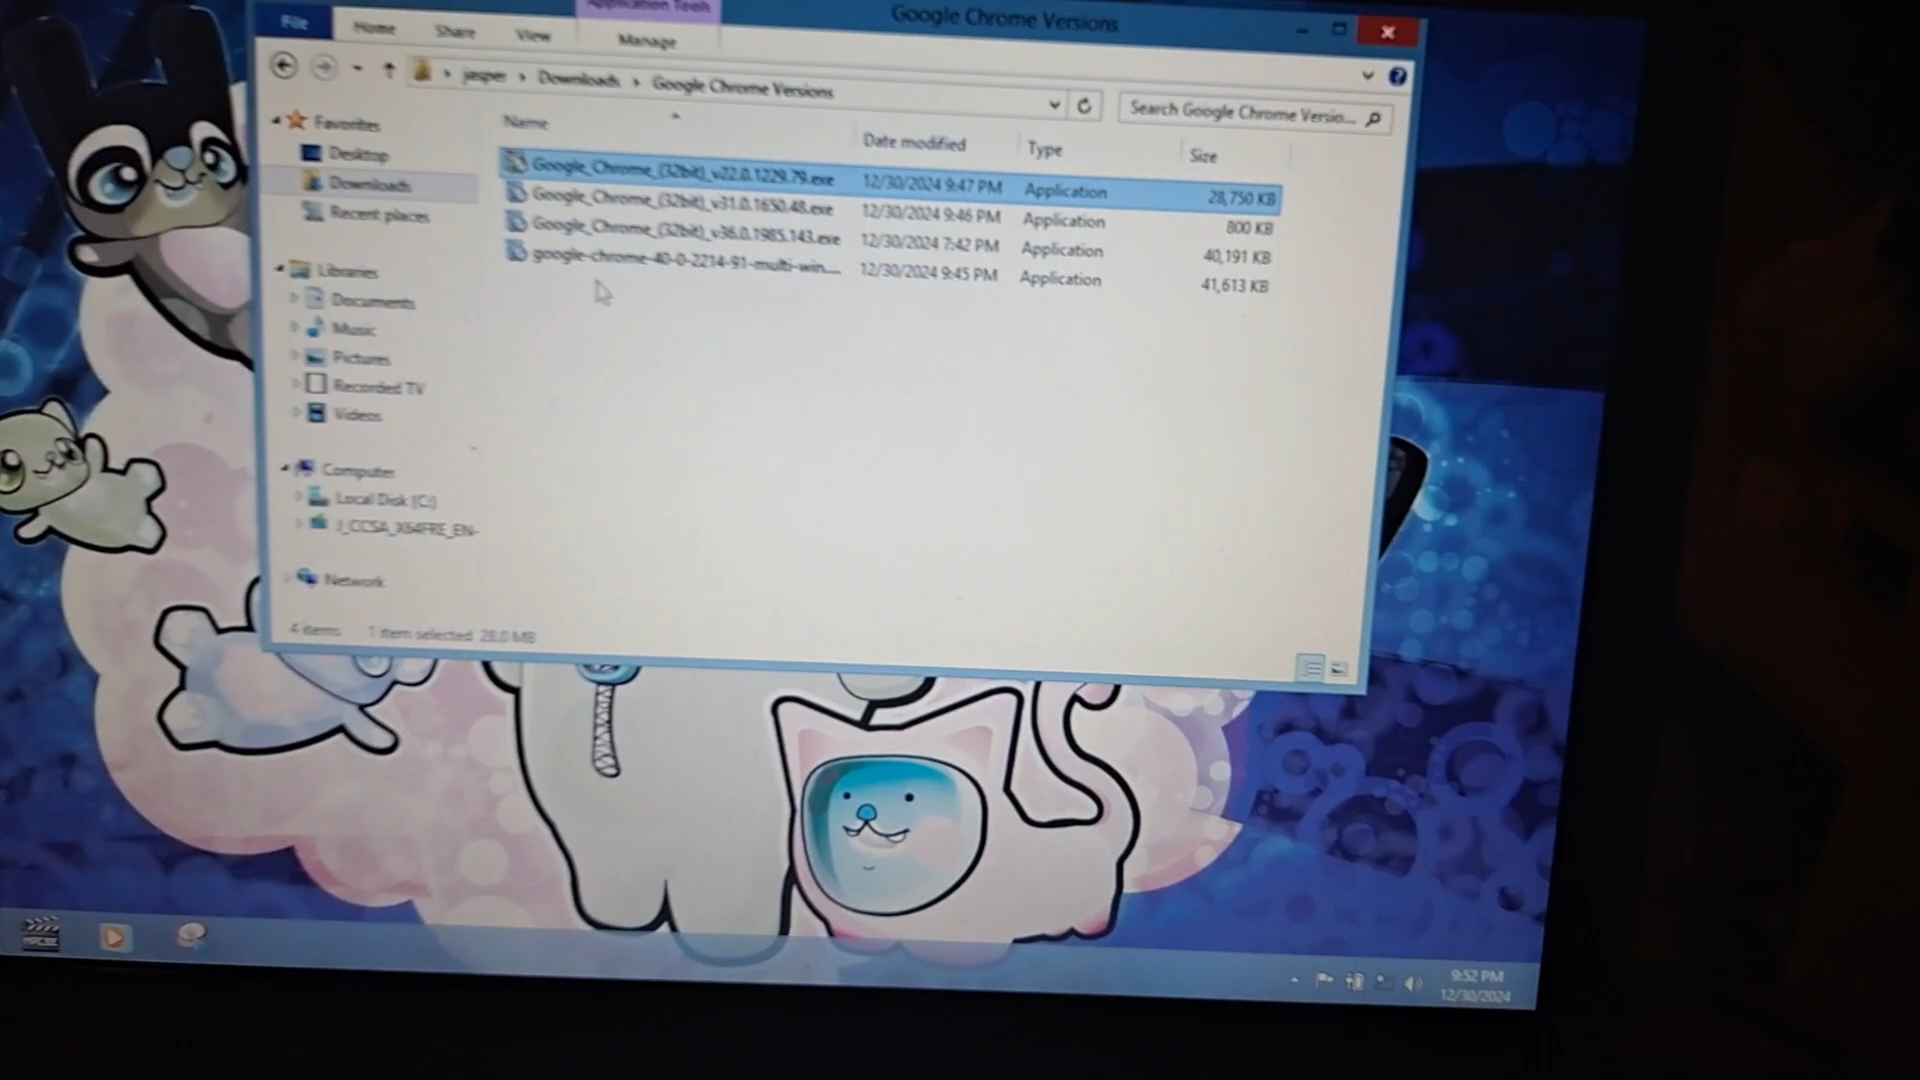 Application Tools
Google Chrome Versions
File Home Share View Manage
jasper Downloads Google Chrome Versions
Search Google Chrome Versio...
Name Date modified Type Size
Google_Chrome_(32bit)_v22.0.1229.79.exe 12/30/2024 9:47 PM Application 28,750 KB
Google_Chrome_(32bit)_v31.0.1650.48.exe 12/30/2024 9:46 PM Application 800 KB
Google_Chrome_(32bit)_v36.0.1985.143.exe 12/30/2024 7:42 PM Application 40,191 KB
google-chrome-40-0-2214-91-multi-win.... 12/30/2024 9:45 PM Application 41,613 KB
Favorites
Desktop
Downloads
Recent places
Libraries
Documents
Music
Pictures
Recorded TV
Videos
Computer
Local Disk (C:)
J_CCSA_X64FRE_EN-
Network
4 items 1 item selected 28.0 MB
9:52 PM
12/30/2024